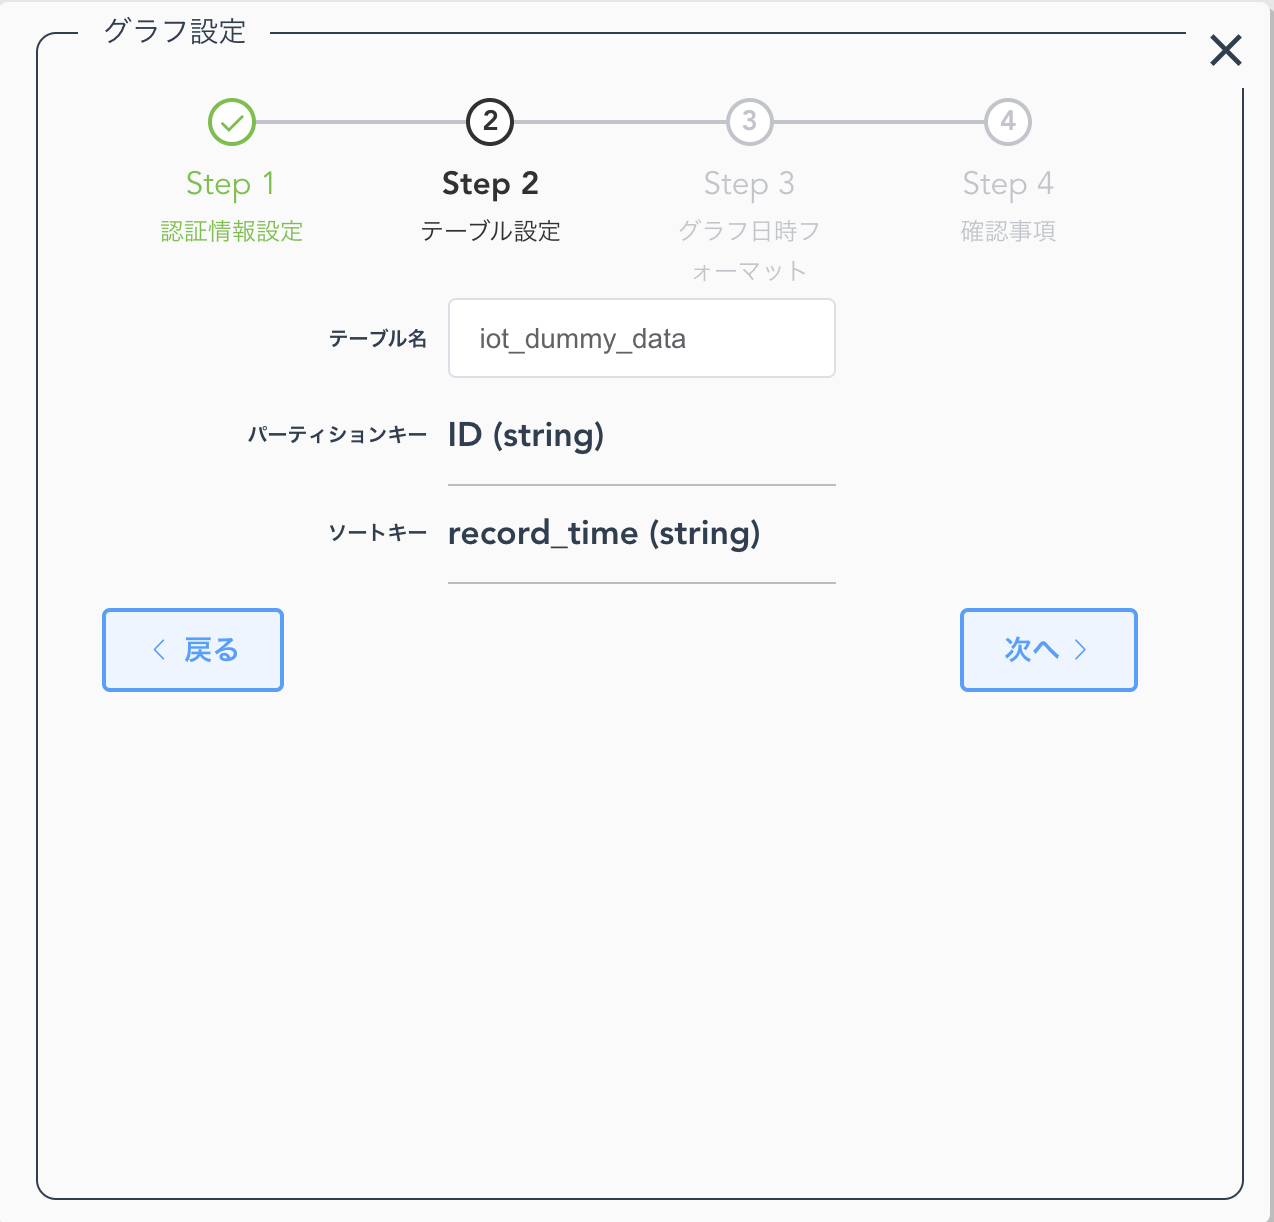 グラフ設定
2
3
4
Step 1
Step 2
Step 3
Step 4
認証情報設定
テーブル設定
グラフ日時フ
ォーマット
確認事項
テーブル名
iot_dummy_data
パーティションキー
ID (string)
ソートキー
record_time (string)
戻る
次へ